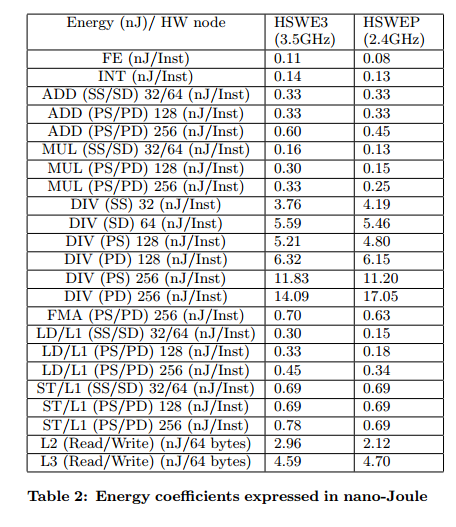 Energy (nJ)/ HW node HSWE3 (3.5GHz) HSWEP (2.4GHz)
FE (nJ/Inst) 0.11 0.08
INT (nJ/Inst) 0.14 0.13
ADD (SS/SD) 32/64 (nJ/Inst) 0.33 0.33
ADD (PS/PD) 128 (nJ/Inst) 0.33 0.33
ADD (PS/PD) 256 (nJ/Inst) 0.60 0.45
MUL (SS/SD) 32/64 (nJ/Inst) 0.16 0.13
MUL (PS/PD) 128 (nJ/Inst) 0.30 0.15
MUL (PS/PD) 256 (nJ/Inst) 0.33 0.25
DIV (SS) 32 (nJ/Inst) 3.76 4.19
DIV (SD) 64 (nJ/Inst) 5.59 5.46
DIV (PS) 128 (nJ/Inst) 5.21 4.80
DIV (PD) 128 (nJ/Inst) 6.32 6.15
DIV (PS) 256 (nJ/Inst) 11.83 11.20
DIV (PD) 256 (nJ/Inst) 14.09 17.05
FMA (PS/PD) 256 (nJ/Inst) 0.70 0.63
LD/L1 (SS/SD) 32/64 (nJ/Inst) 0.30 0.15
LD/L1 (PS/PD) 128 (nJ/Inst) 0.33 0.18
LD/L1 (PS/PD) 256 (nJ/Inst) 0.45 0.34
ST/L1 (SS/SD) 32/64 (nJ/Inst) 0.69 0.69
ST/L1 (PS/PD) 128 (nJ/Inst) 0.69 0.69
ST/L1 (PS/PD) 256 (nJ/Inst) 0.78 0.69
L2 (Read/Write) (nJ/64 bytes) 2.96 2.12
L3 (Read/Write) (nJ/64 bytes) 4.59 4.70
Table 2: Energy coefficients expressed in nano-Joule